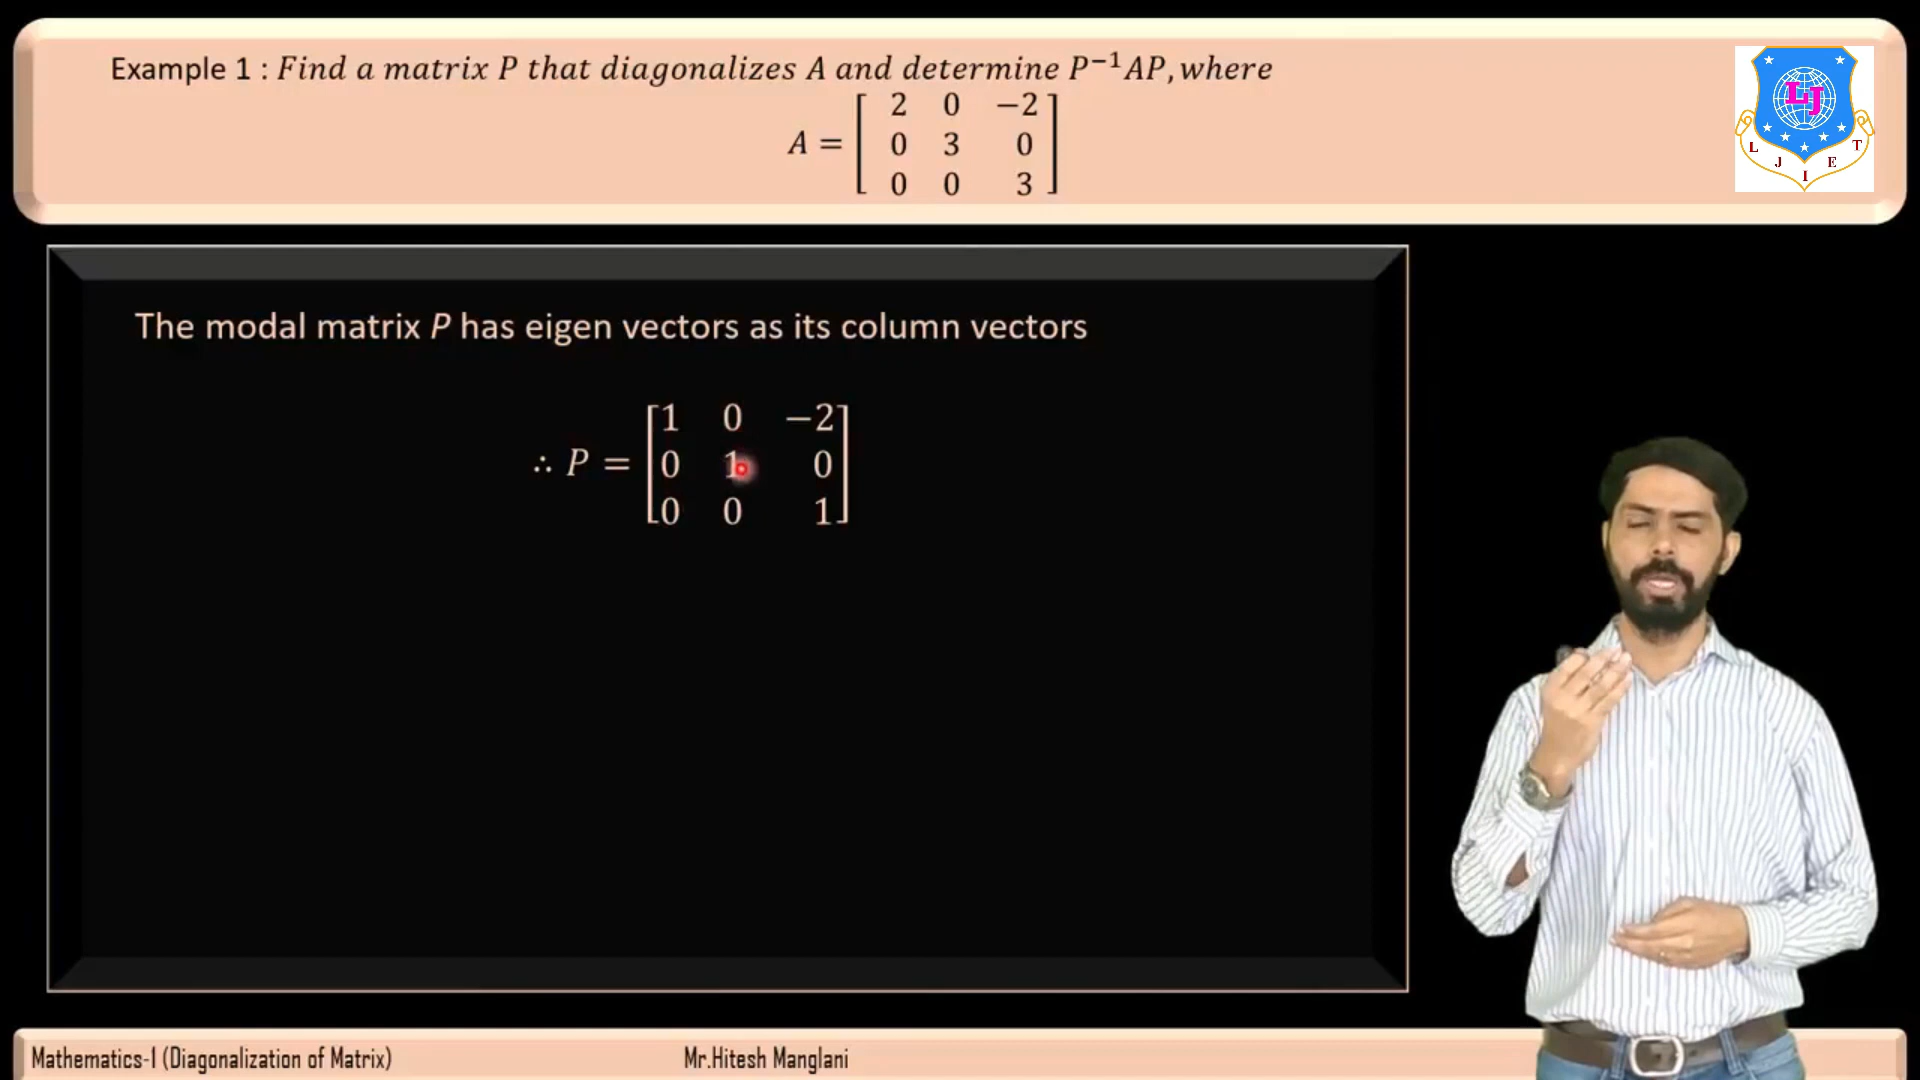 Example 1 : Find a matrix P that diagonalizes A and determine P⁻¹AP, where
A = [ 2 0 −2
0 3 0
0 0 3 ]
LJ
L J I E T
The modal matrix P has eigen vectors as its column vectors
∴ P = [1 0 −2
0 1 0
0 0 1]
Mathematics-I (Diagonalization of Matrix) Mr.Hitesh Manglani